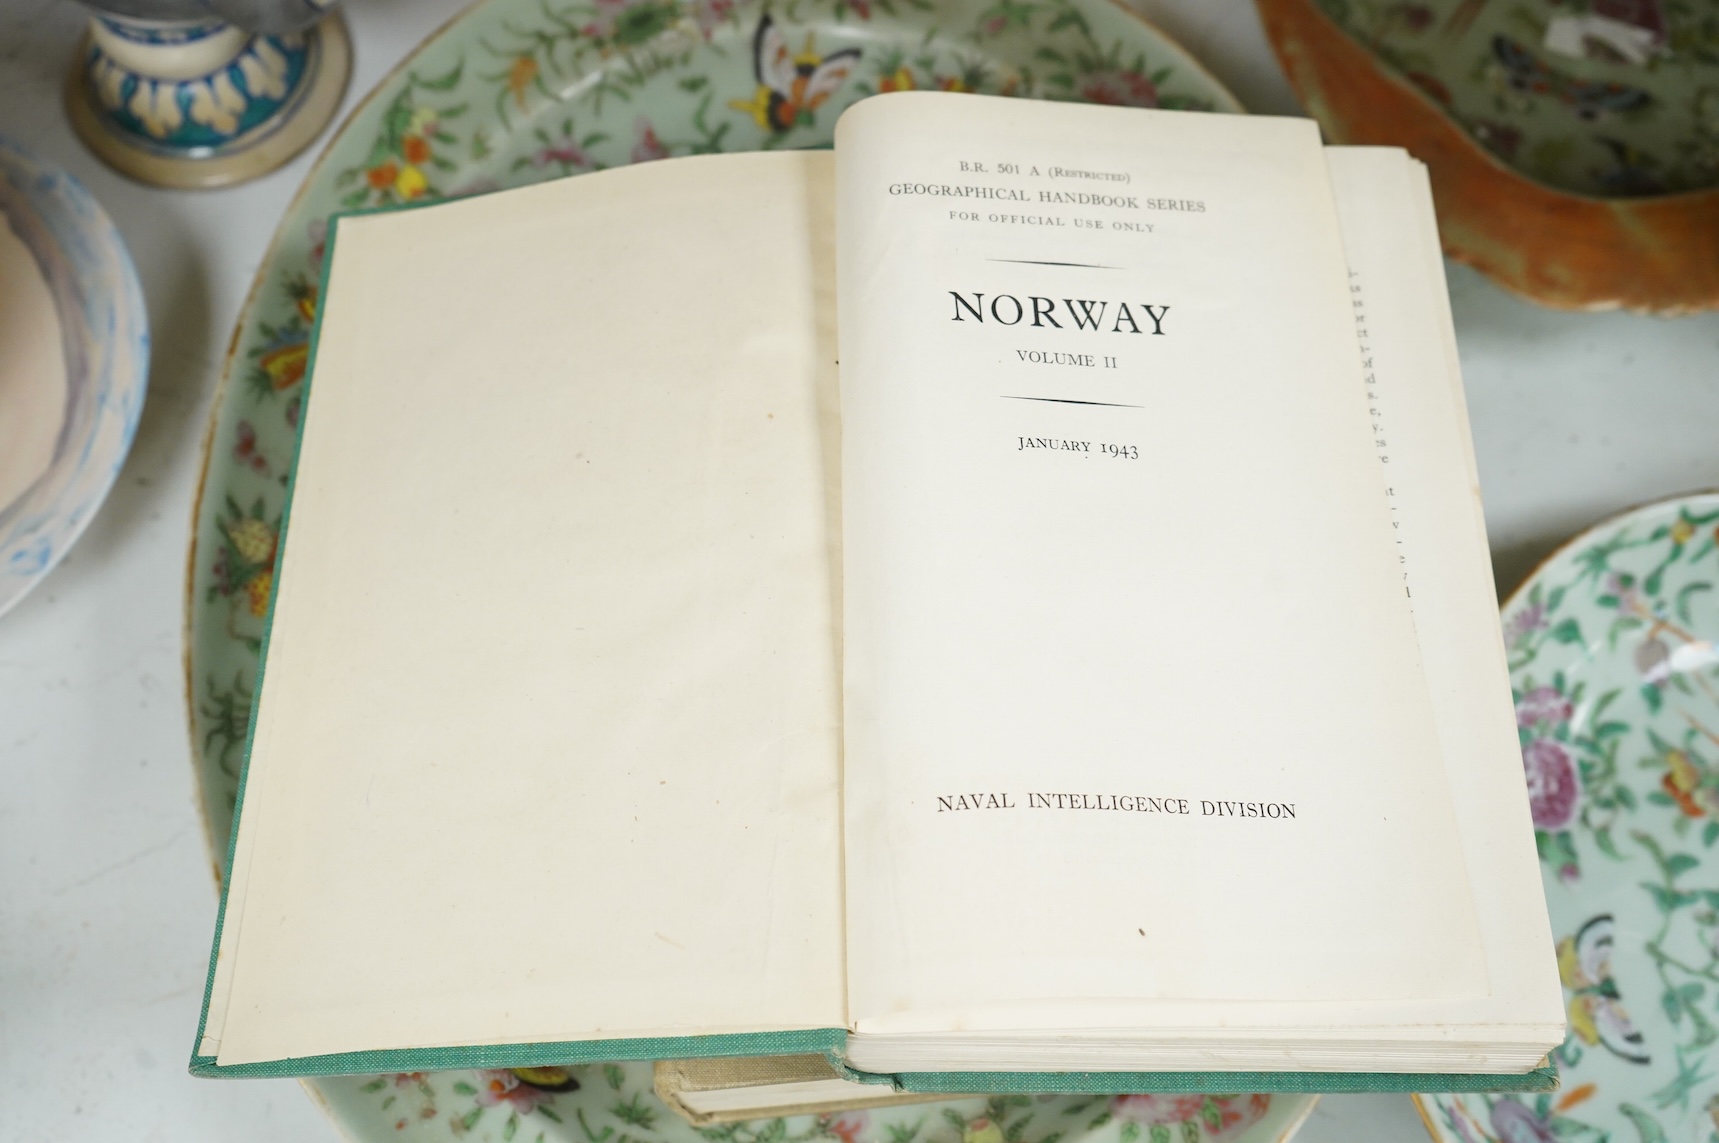 B.R. 501 A (RESTRICTED)
GEOGRAPHICAL HANDBOOK SERIES
FOR OFFICIAL USE ONLY
NORWAY
VOLUME II
JANUARY 1943
NAVAL INTELLIGENCE DIVISION